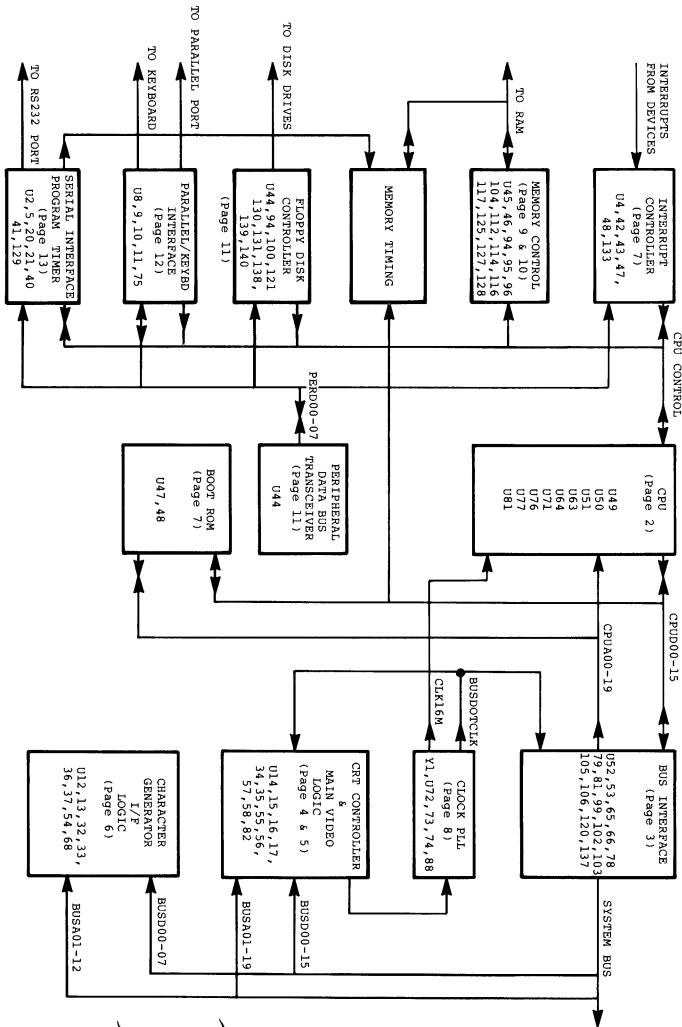 INTERRUPTS
FROM DEVICES
TO RAM
TO DISK DRIVES
TO PARALLEL PORT
TO KEYBOARD
TO RS232 PORT
INTERRUPT
CONTROLLER
(Page 7)
U4,42,43,47,
48,133
MEMORY CONTROL
(Page 9 & 10)
U45,46,94,95,96
104,112,114,116
117,125,127,128
MEMORY TIMING
FLOPPY DISK
CONTROLLER
U44,94,100,121
130,131,138,
139,140
(Page 11)
PARALLEL/KEYBD
INTERFACE
(Page 12)
U8,9,10,11,75
SERIAL INTERFACE
PROGRAM TIMER
(Page 13)
U2,5,20,21,40
41,129
CPU CONTROL
PERD00-07
CPU
(Page 2)
U49
U50
U51
U63
U64
U71
U76
U77
U81
PERIPHERAL
DATA BUS
TRANSCEIVER
(Page 11)
U44
BOOT ROM
(Page 7)
U47,48
CPUD00-15
CPUA00-19
BUSDOTCLK
CLK16M
BUS INTERFACE
(Page 3)
U52,53,65,66,78
79,81,99,102,103
105,106,120,137
CLOCK PLL
(Page 8)
Y1,U72,73,74,88
CRT CONTROLLER
&
MAIN VIDEO
LOGIC
(Page 4 & 5)
U14,15,16,17,
34,35,55,56,
57,58,82
CHARACTER
GENERATOR
I/F
LOGIC
(Page 6)
U12,13,32,33,
36,37,54,68
SYSTEM BUS
BUSD00-15
BUSA01-19
BUSD00-07
BUSA01-12